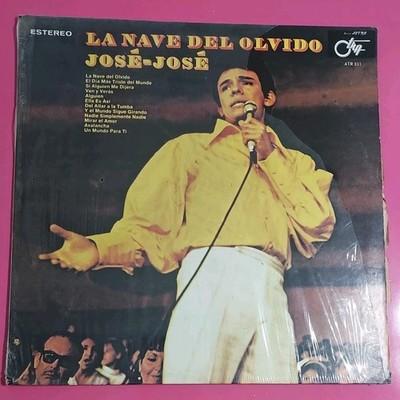 ESTEREO
LA NAVE DEL OLVIDO
JOSÉ-JOSÉ
ATR 511
La Nave del Olvido
El Día Más Triste del Mundo
Si Alguien Me Dijera
Ven y Verás
Alguien
Ella Es Así
Del Altar a la Tumba
Y el Mundo Sigue Girando
Nadie Simplemente Nadie
Mirar el Amor
Avalancha
Un Mundo Para Ti